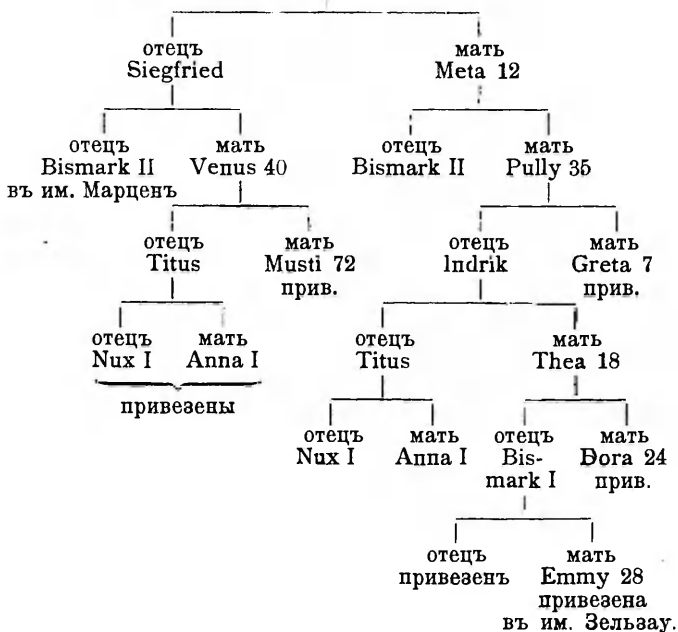 отецъ мать
Siegfried Meta 12
отецъ мать отецъ мать
Bismark II Venus 40 Bismark II Pully 35
въ им. Марценъ
отецъ мать отецъ мать
Titus Musti 72 Indrik Greta 7
прив. прив.
отецъ мать отецъ мать
Nux I Anna I Titus Thea 18
привезены
отецъ мать отецъ мать
Nux I Anna I Bis- Dora 24
mark I прив.
отецъ мать
привезенъ Emmy 28
привезена
въ им. Зельзау.